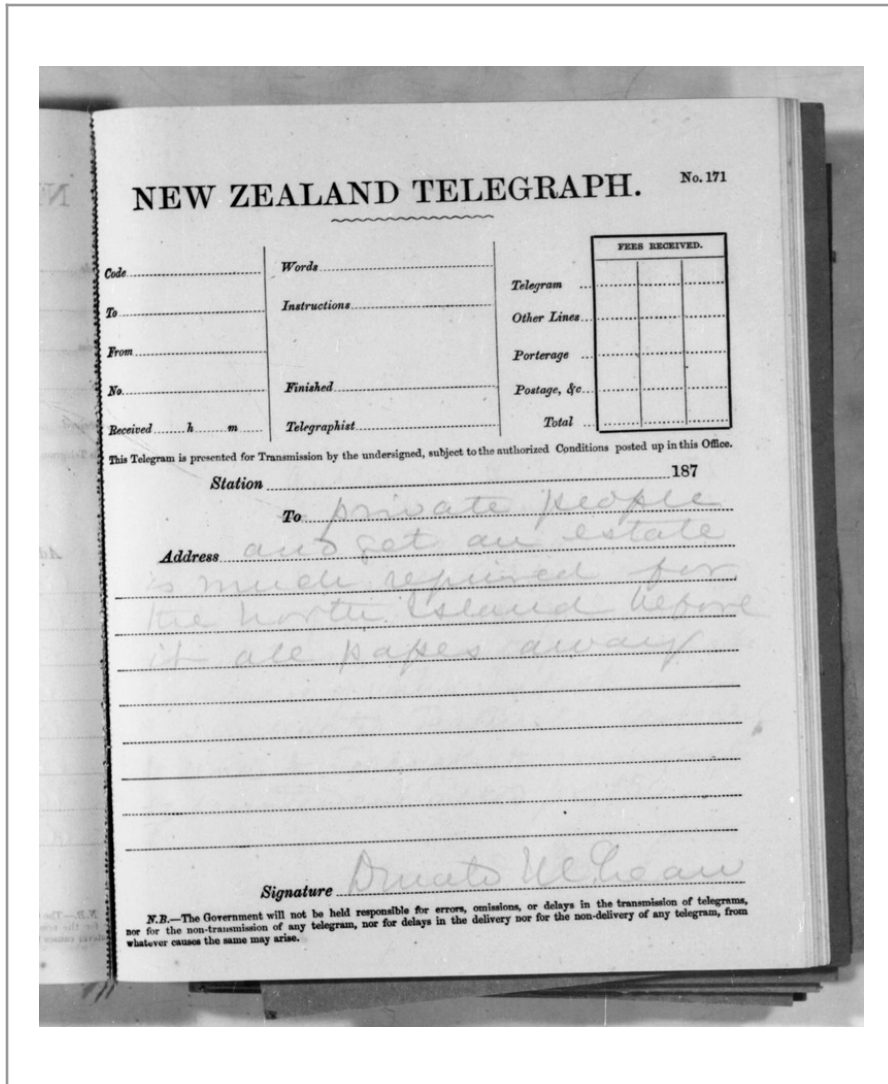 NEW ZEALAND TELEGRAPH.
No. 171
Code
To
From
No.
Received h m
Words
Instructions
Finished
Telegraphist
FEES RECEIVED.
Telegram
Other Lines
Porterage
Postage, &c
Total
This Telegram is presented for Transmission by the undersigned, subject to the authorized Conditions posted up in this Office.
Station 187
To private people
Address and get an estate
is much required for
the North Island before
it all passes away
Signature McLean
N.B.—The Government will not be held responsible for errors, omissions, or delays in the transmission of telegrams,
nor for the non-transmission of any telegram, nor for delays in the delivery nor for the non-delivery of any telegram, from
whatever causes the same may arise.